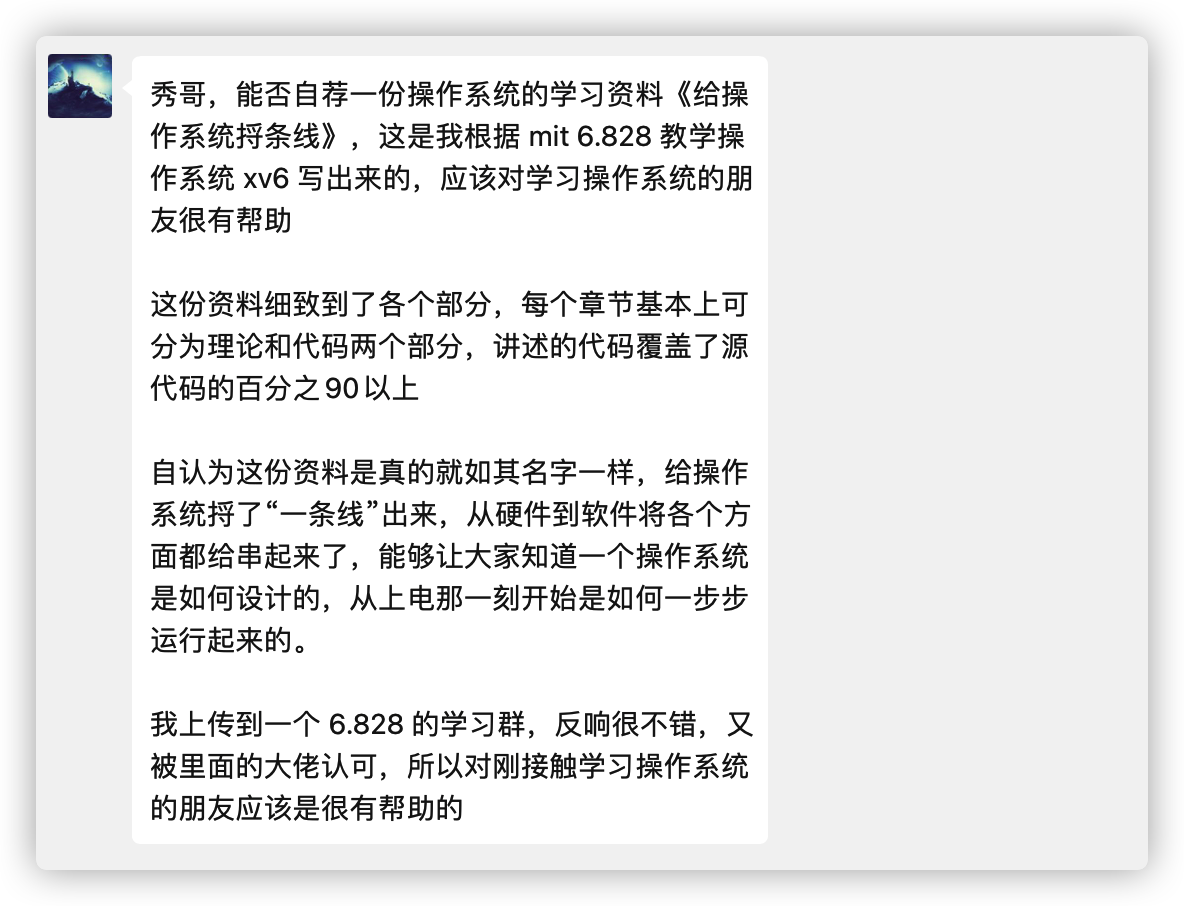 秀哥，能否自荐一份操作系统的学习资料《给操
作系统捋条线》，这是我根据 mit 6.828 教学操
作系统 xv6 写出来的，应该对学习操作系统的朋
友很有帮助
这份资料细致到了各个部分，每个章节基本上可
分为理论和代码两个部分，讲述的代码覆盖了源
代码的百分之90以上
自认为这份资料是真的就如其名字一样，给操作
系统捋了“一条线”出来，从硬件到软件将各个方
面都给串起来了，能够让大家知道一个操作系统
是如何设计的，从上电那一刻开始是如何一步步
运行起来的。
我上传到一个 6.828 的学习群，反响很不错，又
被里面的大佬认可，所以对刚接触学习操作系统
的朋友应该是很有帮助的